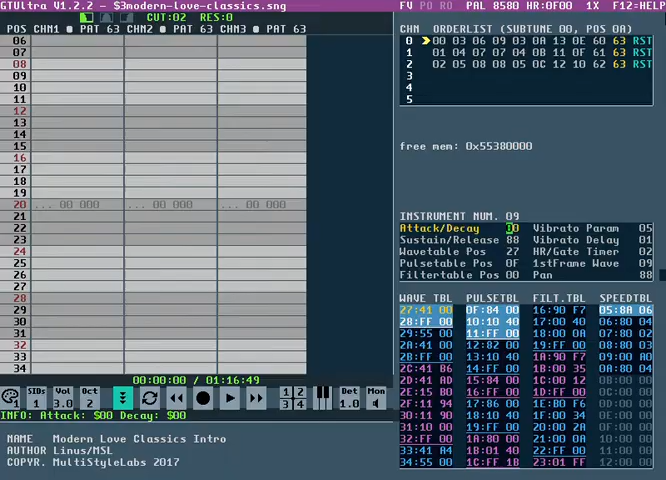 GTUltra V1.2.2 - $3modern-love-classics.sng FV PO RO PAL 8580 HR:0F00 1X F12=HELP
CUT:02 RES:0
POS CHN1 PAT 63 CHN2 PAT 63 CHN3 PAT 63
06
07
08
09
10
11
12
13
14
15
16
17
18
19
20 ... 00 000 ... 00 000 ... 00 000
21
22
23
24
25
26
27
28
29
30
31
32
33
34
00:00:00 / 01:16:49
1
SIDs 1
Vol 3.0
Oct 2
1 2 3 4
Det 1.0
Mon
INFO: Attack: $00 Decay: $00
NAME Modern Love Classics Intro
AUTHOR Linus/MSL
COPYR. MultiStyleLabs 2017
CHN ORDERLIST (SUBTUNE 00, POS 0A)
0 00 03 06 09 03 0A 13 0E 60 63 RST
1 01 04 07 07 04 0B 11 0F 61 63 RST
2 02 05 08 08 05 0C 12 10 62 63 RST
3
4
5
free mem: 0x55380000
INSTRUMENT NUM. 09
Attack/Decay 00 Vibrato Param 05
Sustain/Release 88 Vibrato Delay 01
Wavetable Pos 27 HR/Gate Timer 02
Pulsetable Pos 0F 1stFrame Wave 09
Filtertable Pos 00 Pan 88
WAVE TBL PULSETBL FILT.TBL SPEEDTBL
27:41 00 0F:84 00 16:90 F7 05:8A 06
28:FF 00 10:10 40 17:00 40 06:80 04
29:55 00 11:FF 00 18:00 0A 07:80 02
2A:41 00 12:82 00 19:FF 00 08:80 03
2B:FF 00 13:10 40 1A:90 F7 09:00 A0
2C:41 B6 14:FF 00 1B:00 35 0A:80 04
2D:41 AD 15:84 00 1C:00 12 0B:00 00
2E:15 B0 16:FF 00 1D:FF 00 0C:00 00
2F:11 94 17:86 00 1E:B0 F6 0D:00 00
30:11 90 18:10 40 1F:00 34 0E:00 00
31:10 00 19:FF 00 20:00 2A 0F:00 00
32:FF 00 1A:80 00 21:00 0A 10:00 00
33:41 A4 1B:01 40 22:FF 00 11:00 00
34:55 00 1C:FF 1B 23:01 FF 12:00 00